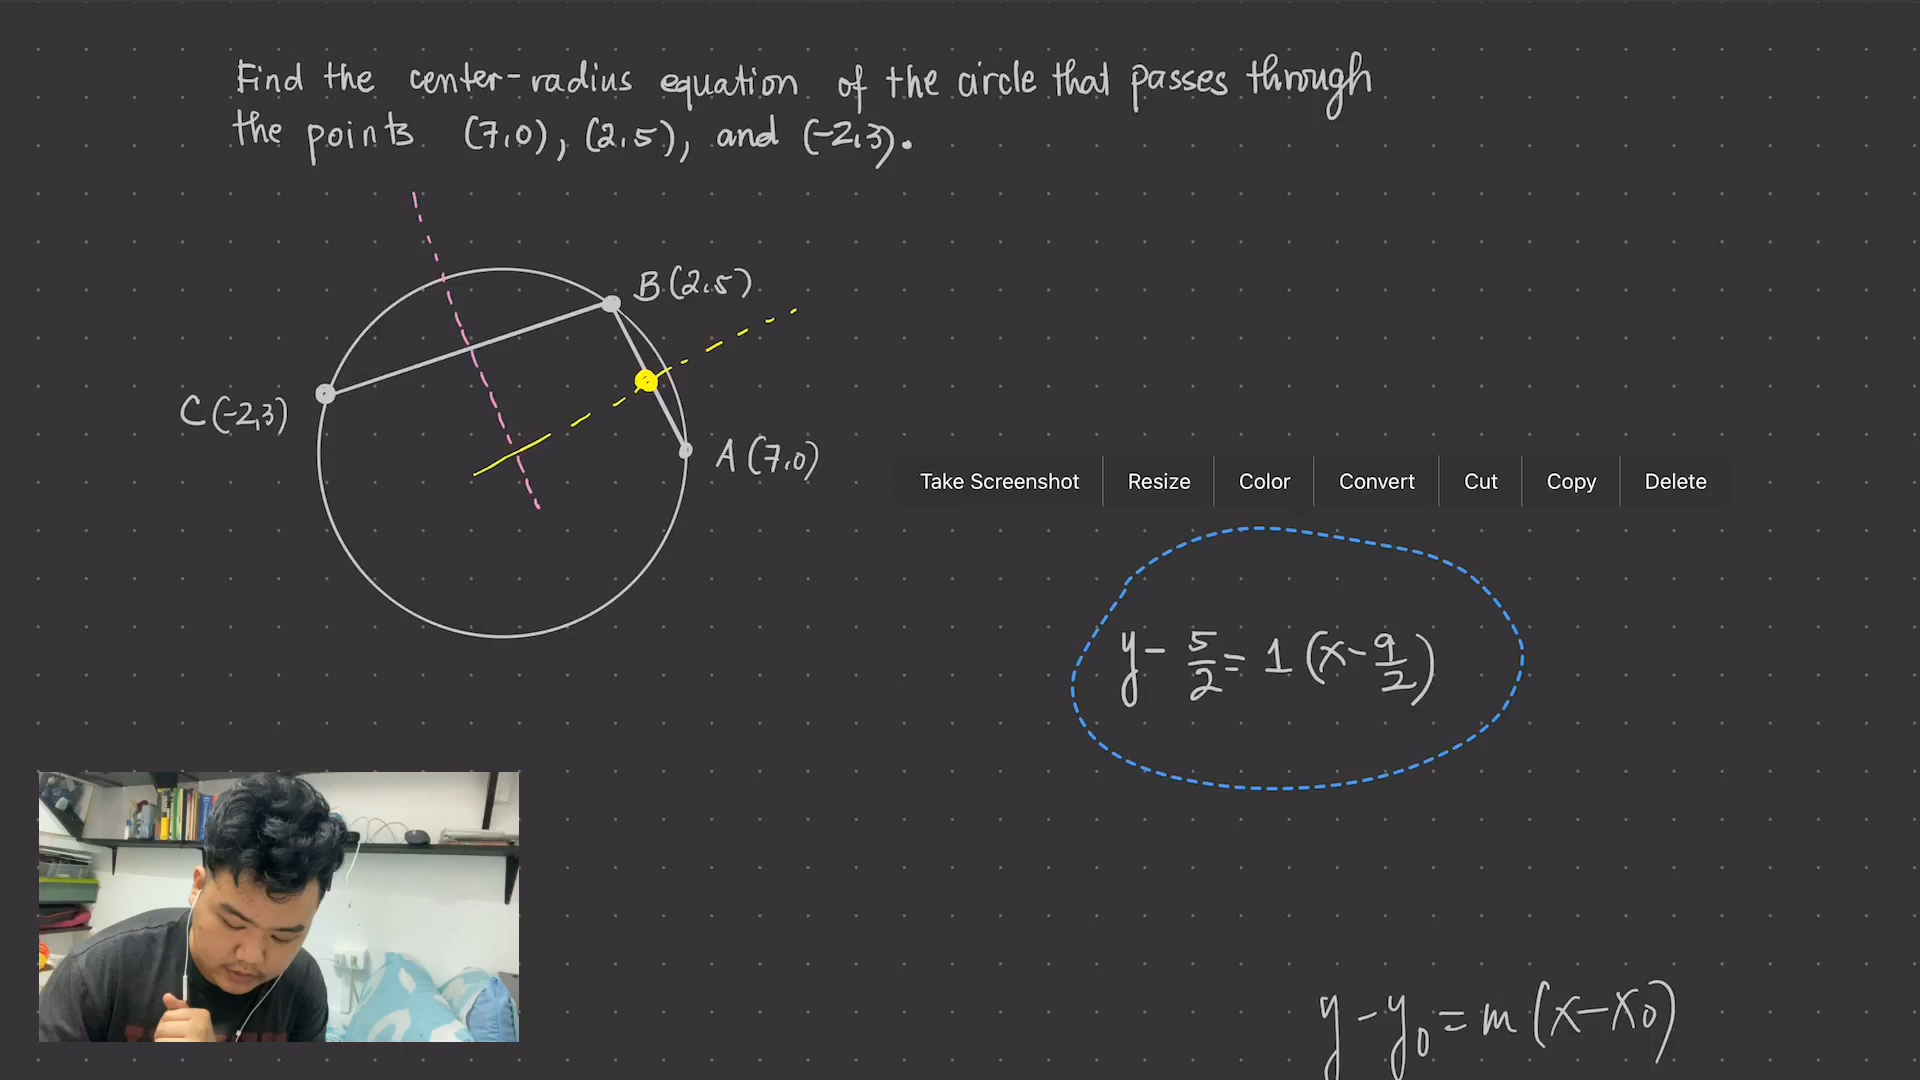 Find the center-radius equation of the circle that passes through
the points (7,0), (2,5), and (-2,3).
B(2,5)
C(-2,3)
A(7,0)
Take Screenshot Resize Color Convert Cut Copy Delete
y - 5/2 = 1 (x - 9/2)
y - y₀ = m (x - x₀)